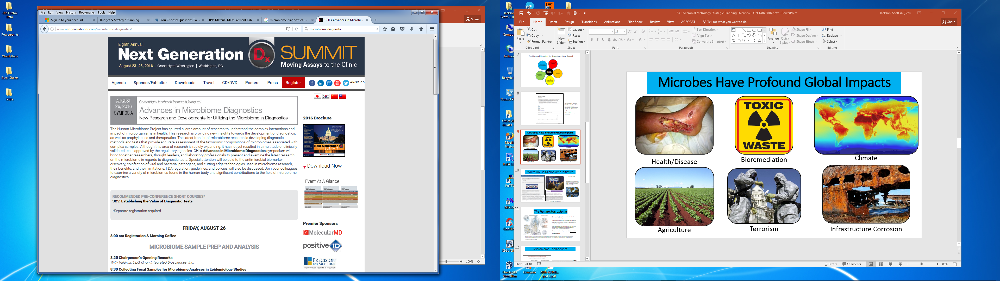 Old Firefox
Data
Powerpoints
Word-Docs
Excel-Sheets
PDFs
File Edit View History Bookmarks Tools Help
Sign in to your account
Budget & Strategic Planning
You Choose: Questions To ...
NIST Material Measurement Lab...
microbiome diagnostics - ...
CHI's Advances in Microbi...
www.nextgenerationdx.com/microbiome-diagnostics/
microbiome diagnostic
Eighth Annual
Next Generation Dx SUMMIT
Moving Assays to the Clinic
August 23- 26, 2016 | Grand Hyatt Washington | Washington, DC
Agenda Sponsor/Exhibitor Downloads Travel CD/DVD Posters Press Register #NGDx16
AUGUST
26, 2016
SYMPOSIA
Cambridge Healthtech Institute's Inaugural
Advances in Microbiome Diagnostics
New Research and Developments for Utilizing the Microbiome in Diagnostics
The Human Microbiome Project has spurred a large amount of research to understand the complex interactions and
impact of microorganisms in health. This research is providing new insights towards the development of diagnostics,
as well as prophylactics and therapeutics. The latest frontier of microbiome research is developing diagnostic
methods and tests that provide accurate assessment of the taxonomic compositions of microbiomes associated with
complex samples. Although this area of research is rapidly expanding, it has not yet resulted in a multitude of clinically
validated tests approved by the regulatory agencies. CHI's Advances in Microbiome Diagnostics symposium will
bring together researchers, thought-leaders, and laboratory professionals to present and examine the latest research
on the microbiome in regards to diagnostic tests. Special attention will be paid to the antimicrobial biomarker
discovery, coinfection of viral and bacterial pathogens, and cutting edge technologies used in microbiome research,
their benefits, and their limitations. FDA regulation, guidelines, and policies will also be discussed. Join your colleagues
to examine a variety of microbiomes found in the human body and significant contributions to the field of microbiome
diagnostics.
RECOMMENDED PRE-CONFERENCE SHORT COURSES*
SC5: Establishing the Value of Diagnostic Tests
*Separate registration required
FRIDAY, AUGUST 26
8:00 am Registration & Morning Coffee
MICROBIOME SAMPLE PREP AND ANALYSIS
8:25 Chairperson's Opening Remarks
Willy Valdivia, CEO, Orion Integrated Biosciences, Inc.
8:30 Collecting Fecal Samples for Microbiome Analyses in Epidemiology Studies
2016 Brochure
Next Generation
SUMMIT
Download Now
Event At A Glance
Premier Sponsors
MolecularMD
positiveID
PRECISION
FOR MEDICINE
THE FUTURE OF MEDICINE IS PRECISION
Share
100%
SAJ-Microbial Metrology Strategic Planning Overview - Oct 14th 2016.pptx - PowerPoint
Jackson, Scott A. (Fed)
File Home Insert Design Transitions Animations Slide Show Review View ACROBAT Tell me what you want to do
Share
Paste
Cut
Copy
Format Painter
Clipboard
New
Slide
Layout
Reset
Section
Slides
18
Font
Text Direction
Align Text
Convert to SmartArt
Paragraph
Arrange
Quick
Styles
Shape Fill
Shape Outline
Shape Effects
Drawing
Find
Replace
Select
Editing
Jackson
Scott A. (
Comput
Netwo
Recycle
Control P
Office 20
Guides -
Mozil
Firefo
R x64 3.
PuTTY
MEGA
ConTEX
X2Go Cli
Oracle VM
VirtualBox
Geneious
2016-NNMI...
part 1.pdf
7
The Microbial Metrology Key Strategies – 5 Year Outlook
8
9
Microbes Have Profound Global Impacts
TOXIC
WASTE
Health/Disease
Bioremediation
Climate
Agriculture
Terrorism
Infrastructure Corrosion
10
White House Microbiome Initiative
MICROBIOME
11
The Human Microbiome
12
Microbiome Therapeutics
MANIPULATING THE MICROBIOME
Microbes Have Profound Global Impacts
TOXIC
WASTE
Health/Disease
Bioremediation
Climate
Agriculture
Terrorism
Infrastructure Corrosion
Slide 9 of 18
Notes
Comments
89%